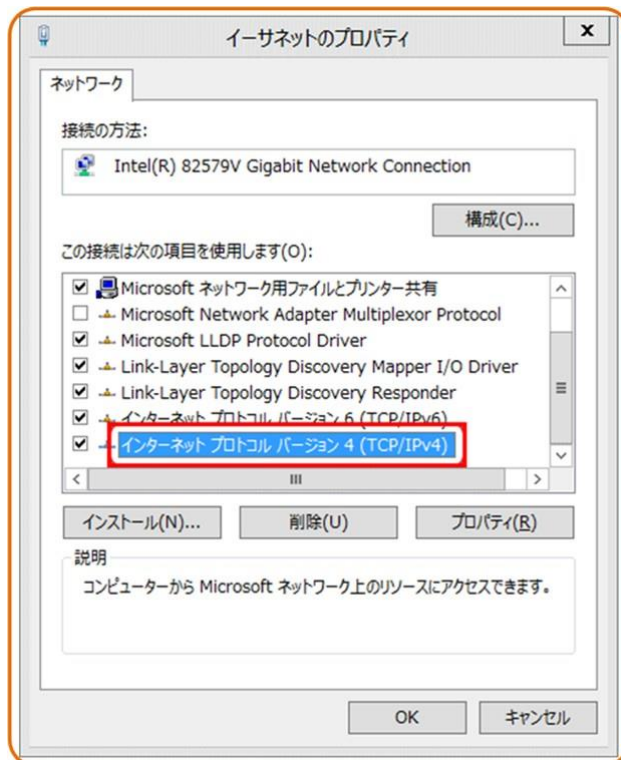 イーサネットのプロパティ
x
ネットワーク
接続の方法:
Intel(R) 82579V Gigabit Network Connection
構成(C)...
この接続は次の項目を使用します(O):
Microsoft ネットワーク用ファイルとプリンター共有
Microsoft Network Adapter Multiplexor Protocol
Microsoft LLDP Protocol Driver
Link-Layer Topology Discovery Mapper I/O Driver
Link-Layer Topology Discovery Responder
インターネット プロトコル バージョン 6 (TCP/IPv6)
インターネット プロトコル バージョン 4 (TCP/IPv4)
インストール(N)...
削除(U)
プロパティ(R)
説明
コンピューターから Microsoft ネットワーク上のリソースにアクセスできます。
OK
キャンセル